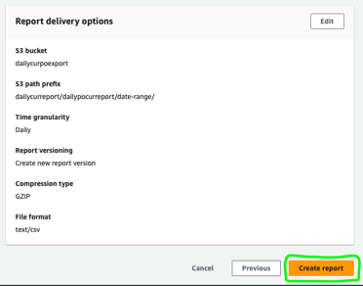 Report delivery options
Edit
S3 bucket
dailycurpoexport
S3 path prefix
dailycurreport/dailypocurreport/date-range/
Time granularity
Daily
Report versioning
Create new report version
Compression type
GZIP
File format
text/csv
Cancel
Previous
Create report